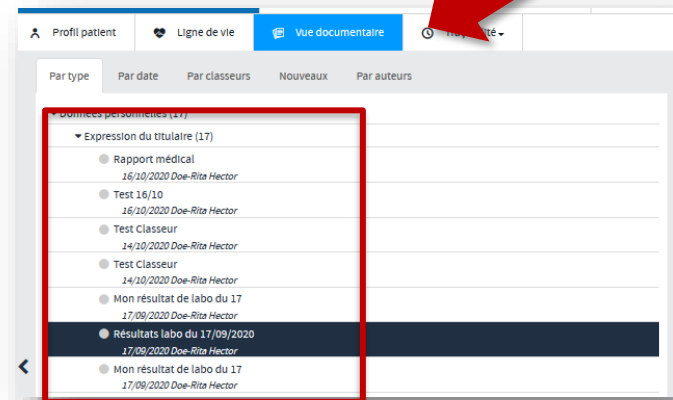 Profil patient Ligne de vie Vue documentaire
Par type Par date Par classeurs Nouveaux Par auteurs
Données personnelles (17)
Expression du titulaire (17)
Rapport médical
16/10/2020 Doe-Rita Hector
Test 16/10
16/10/2020 Doe-Rita Hector
Test Classeur
14/10/2020 Doe-Rita Hector
Test Classeur
14/10/2020 Doe-Rita Hector
Mon résultat de labo du 17
17/09/2020 Doe-Rita Hector
Résultats labo du 17/09/2020
17/09/2020 Doe-Rita Hector
Mon résultat de labo du 17
17/09/2020 Doe-Rita Hector